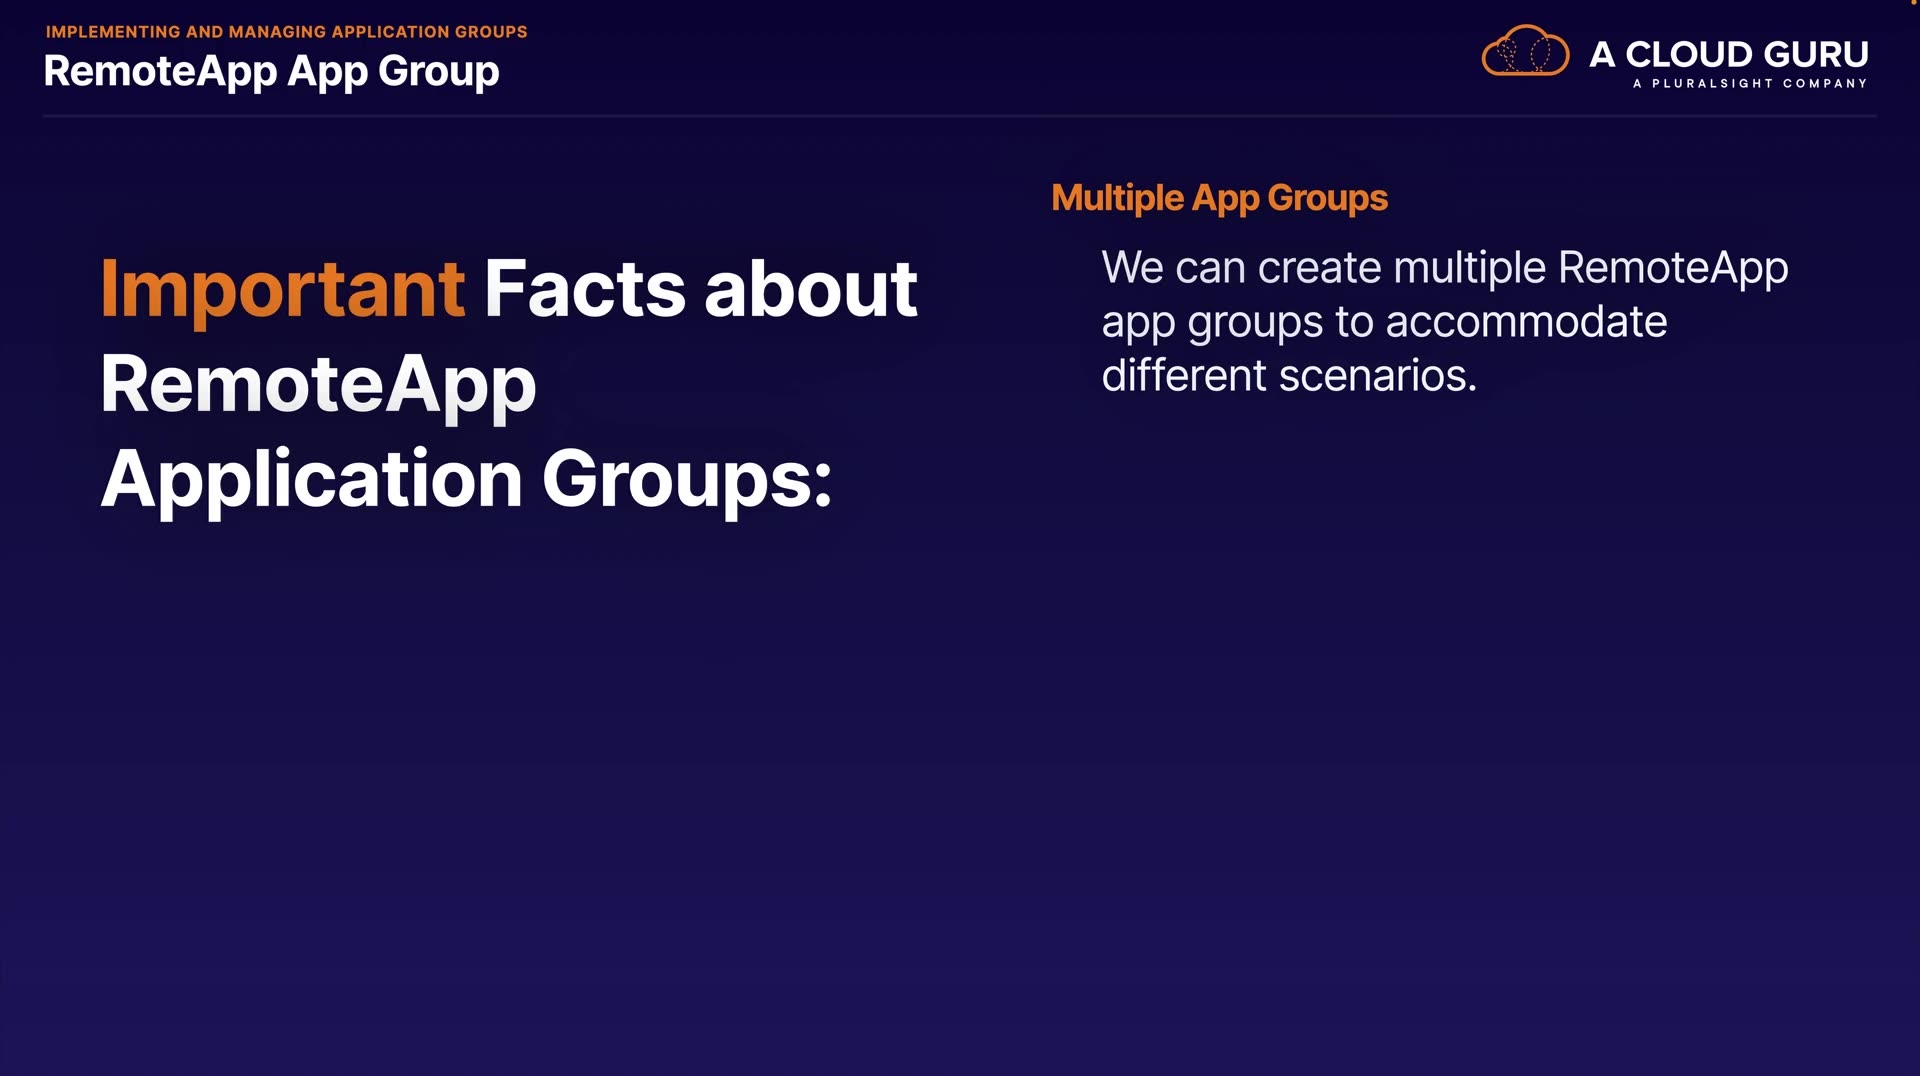 IMPLEMENTING AND MANAGING APPLICATION GROUPS
RemoteApp App Group
A CLOUD GURU
A PLURALSIGHT COMPANY
Important Facts about
RemoteApp
Application Groups:
Multiple App Groups
We can create multiple RemoteApp
app groups to accommodate
different scenarios.